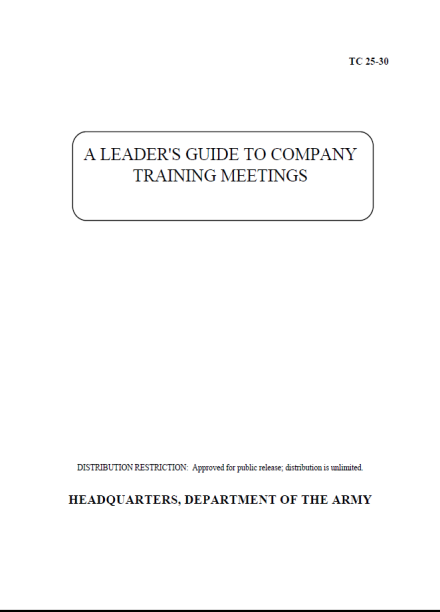 TC 25-30
A LEADER'S GUIDE TO COMPANY
TRAINING MEETINGS
DISTRIBUTION RESTRICTION: Approved for public release; distribution is unlimited.
HEADQUARTERS, DEPARTMENT OF THE ARMY